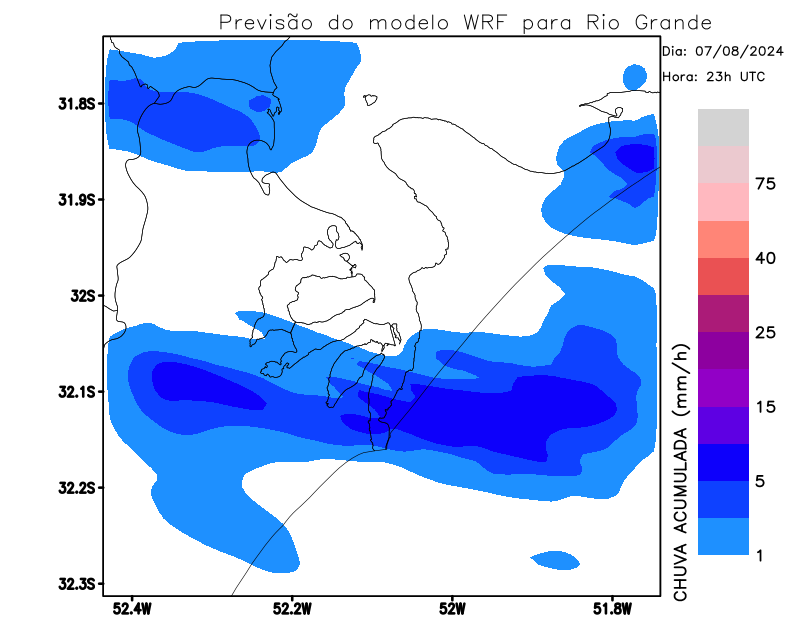 Previsão do modelo WRF para Rio Grande
Dia: 07/08/2024
Hora: 23h UTC
31.8S
31.9S
32S
32.1S
32.2S
32.3S
52.4W
52.2W
52W
51.8W
75
40
25
15
5
1
CHUVA ACUMULADA (mm/h)